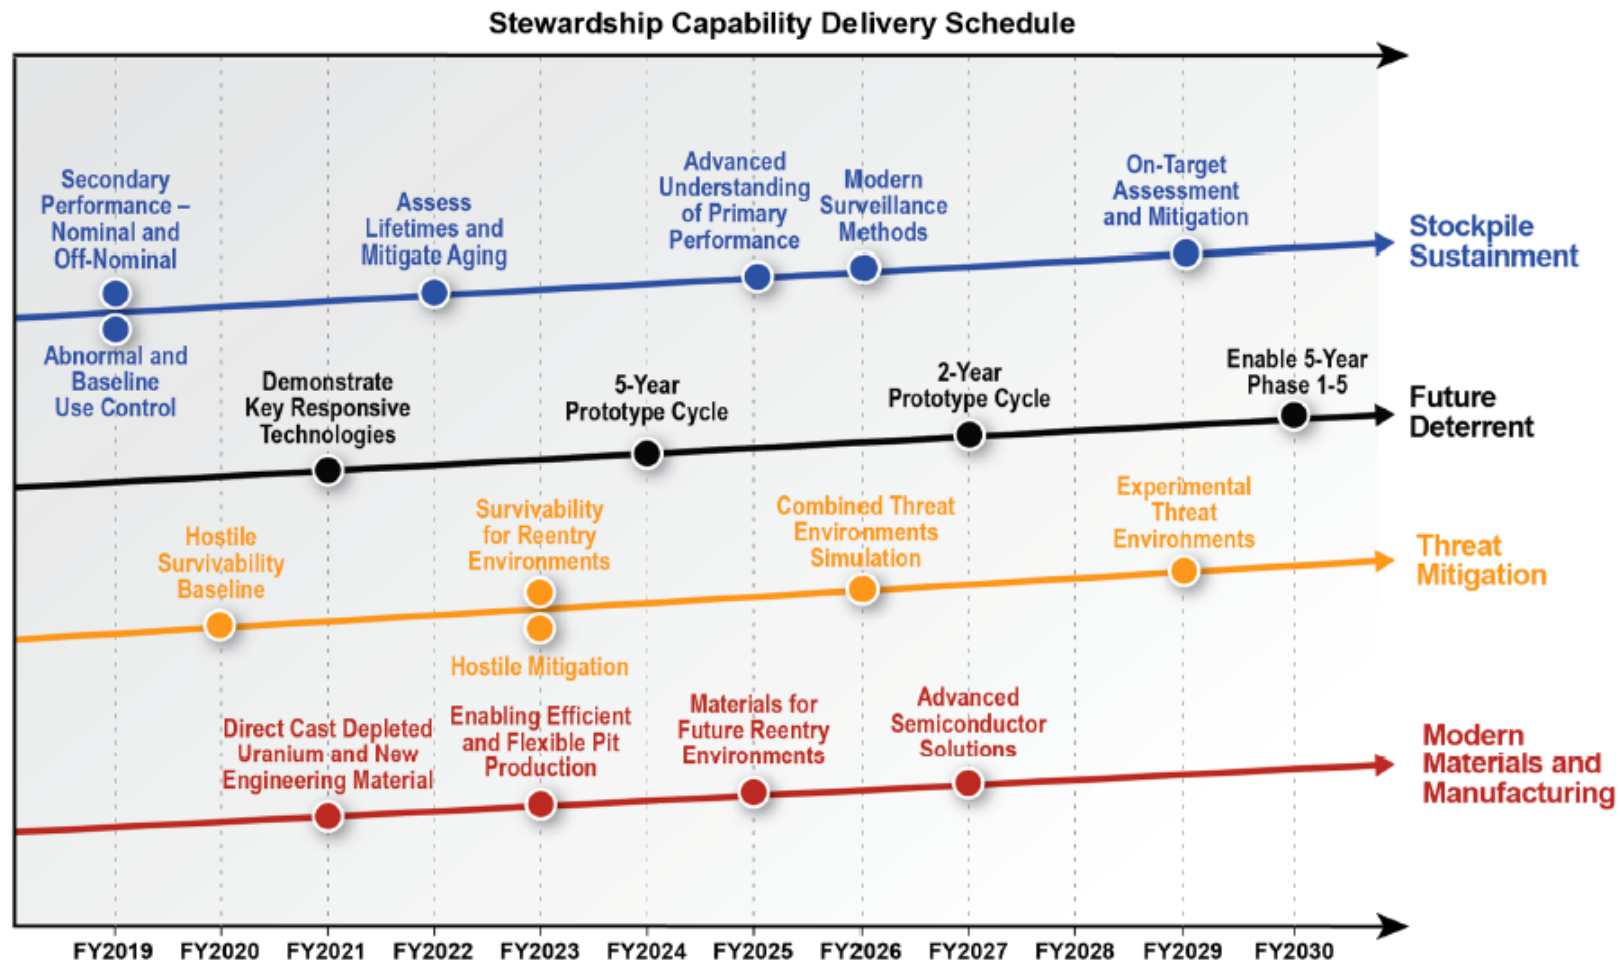 Stewardship Capability Delivery Schedule
Secondary
Performance –
Nominal and
Off-Nominal
Abnormal and
Baseline
Use Control
Assess
Lifetimes and
Mitigate Aging
Advanced
Understanding
of Primary
Performance
Modern
Surveillance
Methods
On-Target
Assessment
and Mitigation
Stockpile
Sustainment
Demonstrate
Key Responsive
Technologies
5-Year
Prototype Cycle
2-Year
Prototype Cycle
Enable 5-Year
Phase 1-5
Future
Deterrent
Hostile
Survivability
Baseline
Survivability
for Reentry
Environments
Hostile Mitigation
Combined Threat
Environments
Simulation
Experimental
Threat
Environments
Threat
Mitigation
Direct Cast Depleted
Uranium and New
Engineering Material
Enabling Efficient
and Flexible Pit
Production
Materials for
Future Reentry
Environments
Advanced
Semiconductor
Solutions
Modern
Materials and
Manufacturing
FY2019 FY2020 FY2021 FY2022 FY2023 FY2024 FY2025 FY2026 FY2027 FY2028 FY2029 FY2030